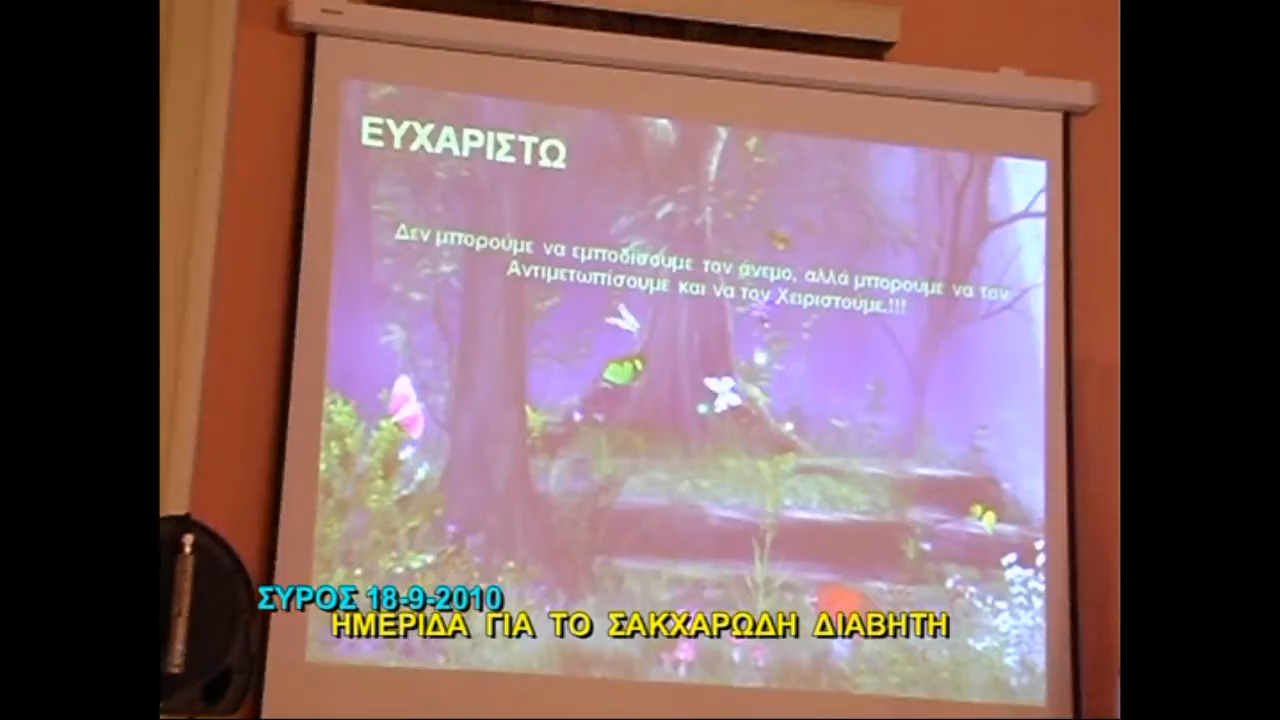 ΕΥΧΑΡΙΣΤΩ
Δεν μπορούμε να εμποδίσουμε τον άνεμο, αλλά μπορούμε να τον
Αντιμετωπίσουμε και να τον Χειριστούμε.!!!
ΣΥΡΟΣ 18-9-2010
ΗΜΕΡΙΔΑ ΓΙΑ ΤΟ ΣΑΚΧΑΡΩΔΗ ΔΙΑΒΗΤΗ